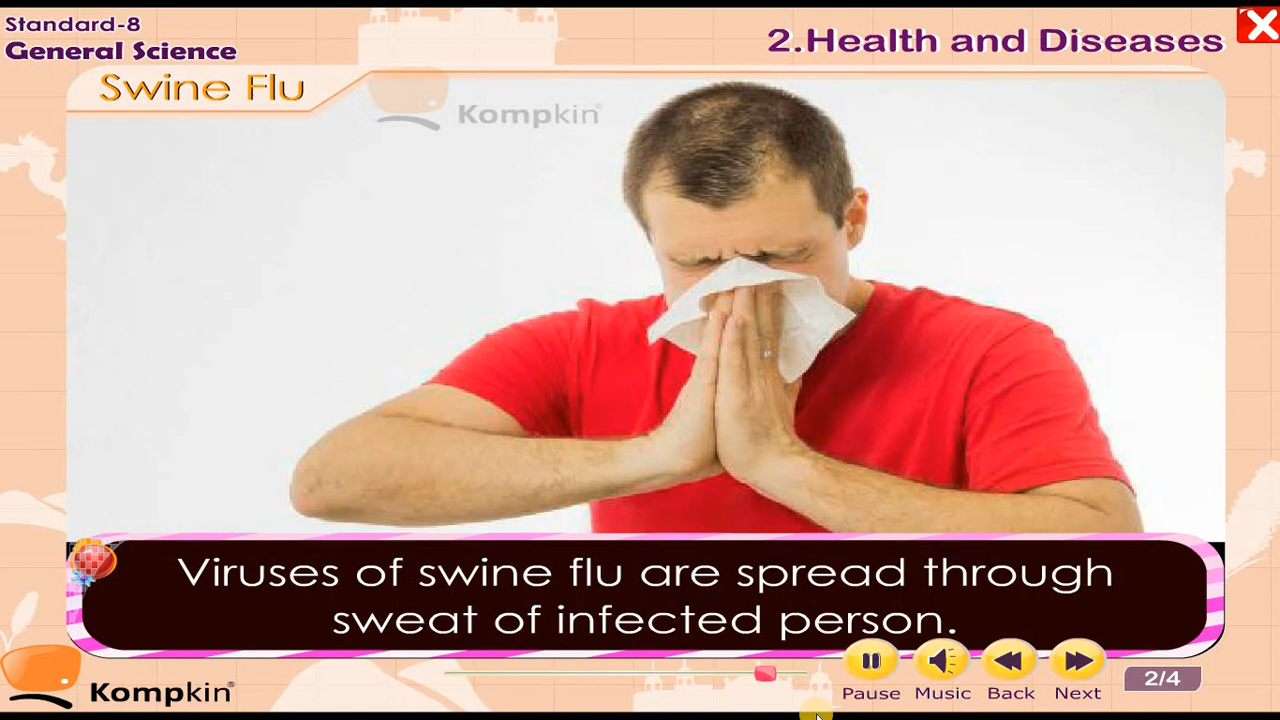 Standard-8
General Science
2.Health and Diseases
Swine Flu
Kompkin®
Viruses of swine flu are spread through
sweat of infected person.
Pause Music Back Next
2/4
Kompkin®